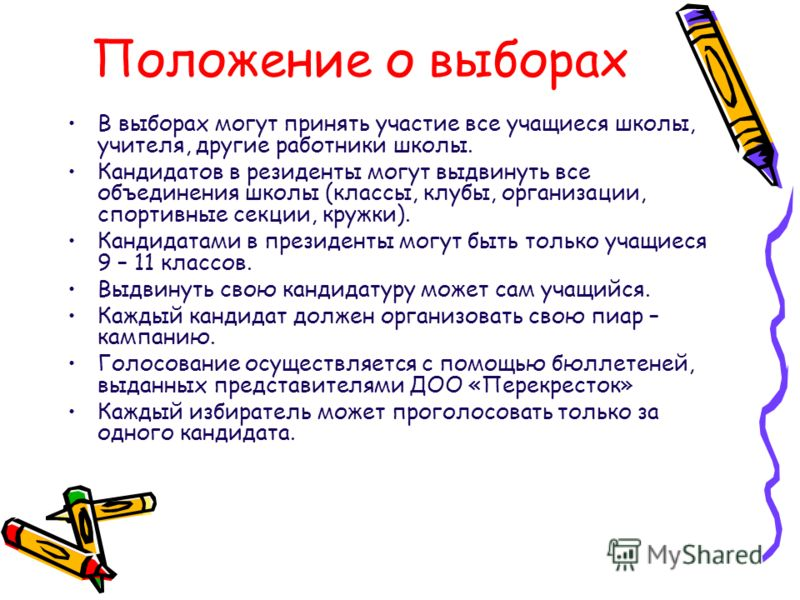 Положение о выборах
• В выборах могут принять участие все учащиеся школы,
учителя, другие работники школы.
• Кандидатов в резиденты могут выдвинуть все
объединения школы (классы, клубы, организации,
спортивные секции, кружки).
• Кандидатами в президенты могут быть только учащиеся
9 – 11 классов.
• Выдвинуть свою кандидатуру может сам учащийся.
• Каждый кандидат должен организовать свою пиар –
кампанию.
• Голосование осуществляется с помощью бюллетеней,
выданных представителями ДОО «Перекресток»
• Каждый избиратель может проголосовать только за
одного кандидата.
MyShared